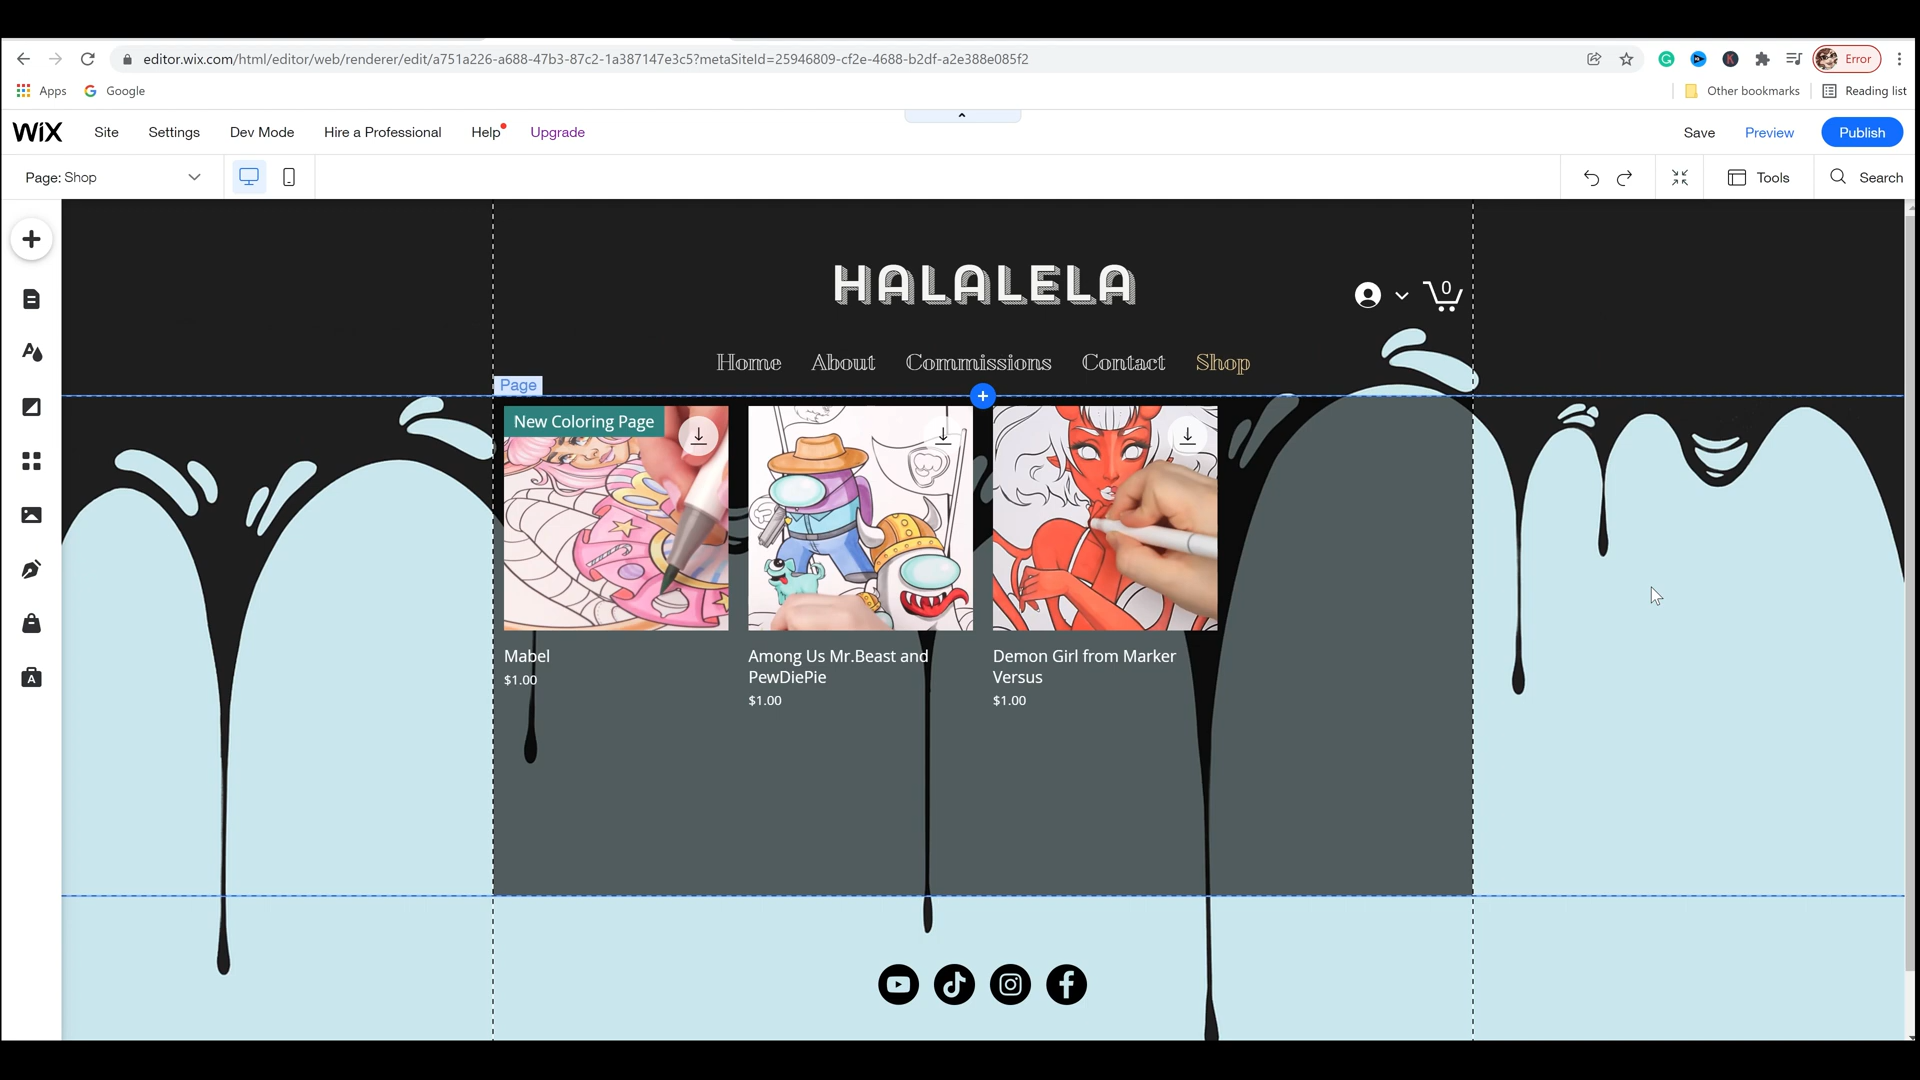 editor.wix.com/html/editor/web/renderer/edit/a751a226-a688-47b3-87c2-1a387147e3c5?metaSiteId=25946809-cf2e-4688-b2df-a2e388e085f2
Error
Apps
Google
Other bookmarks
Reading list
WiX
Site
Settings
Dev Mode
Hire a Professional
Help
Upgrade
Save
Preview
Publish
Page: Shop
Tools
Search
HALALELA
0
Home
About
Commissions
Contact
Shop
Page
New Coloring Page
Mabel
$1.00
Among Us Mr.Beast and
PewDiePie
$1.00
Demon Girl from Marker
Versus
$1.00